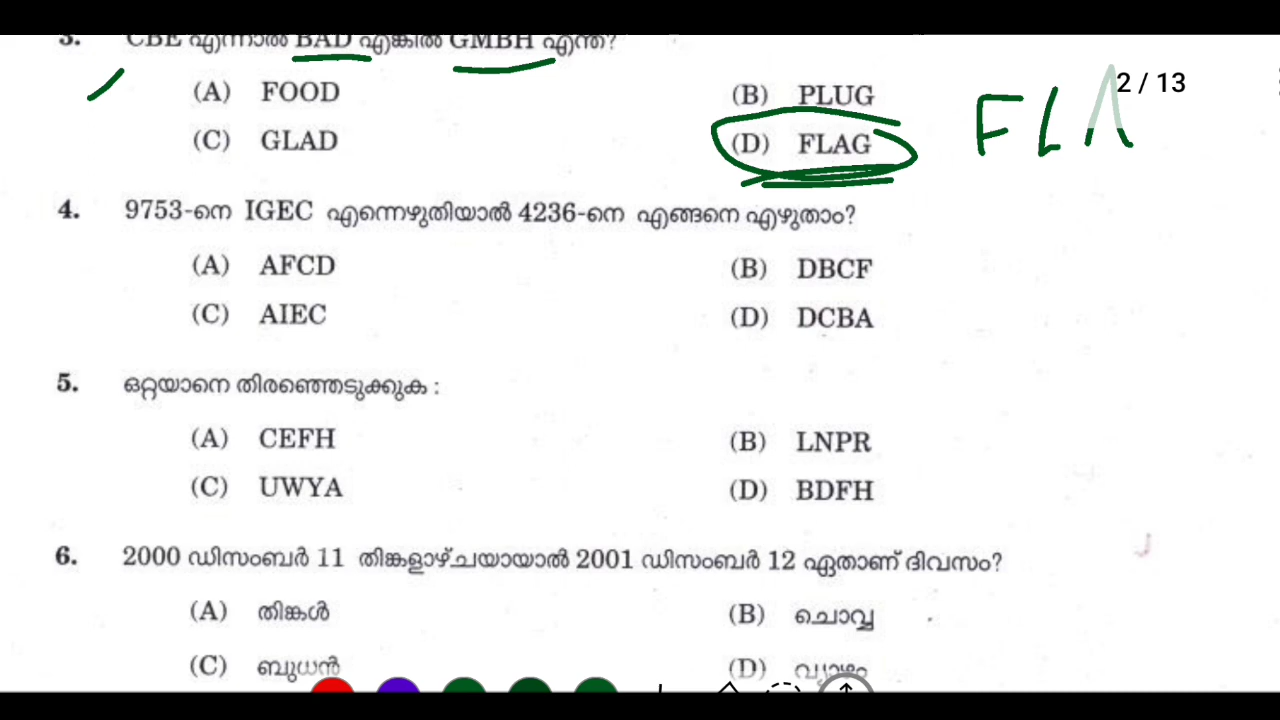 3. CBE എന്നാൽ BAD എങ്കിൽ GMBH എന്ത്?
(A) FOOD (B) PLUG
(C) GLAD (D) FLAG
2 / 13
FLA
4. 9753-നെ IGEC എന്നെഴുതിയാൽ 4236-നെ എങ്ങനെ എഴുതാം?
(A) AFCD (B) DBCF
(C) AIEC (D) DCBA
5. ഒറ്റയാനെ തിരഞ്ഞെടുക്കുക :
(A) CEFH (B) LNPR
(C) UWYA (D) BDFH
6. 2000 ഡിസംബർ 11 തിങ്കളാഴ്ചയായാൽ 2001 ഡിസംബർ 12 ഏതാണ് ദിവസം?
(A) തിങ്കൾ (B) ചൊവ്വ
(C) ബുധൻ (D) വ്യാഴം